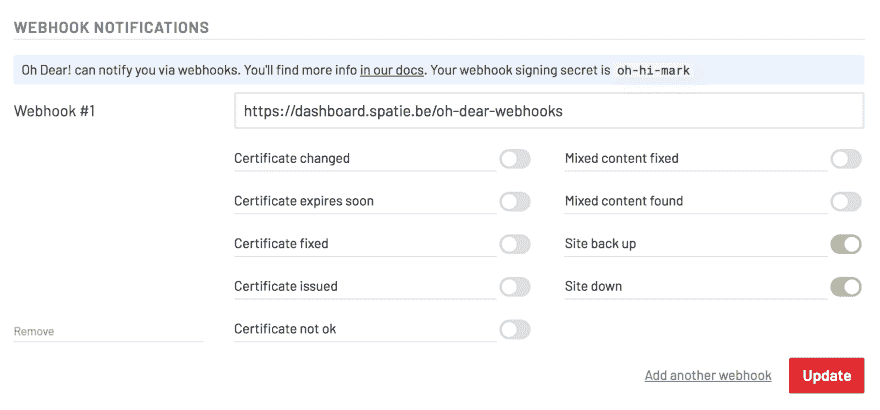 WEBHOOK NOTIFICATIONS
Oh Dear! can notify you via webhooks. You'll find more info in our docs. Your webhook signing secret is oh-hi-mark
Webhook #1
https://dashboard.spatie.be/oh-dear-webhooks
Certificate changed
Mixed content fixed
Certificate expires soon
Mixed content found
Certificate fixed
Site back up
Certificate issued
Site down
Remove
Certificate not ok
Add another webhook
Update